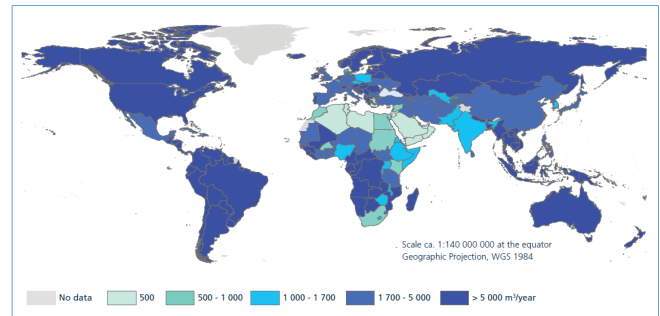 Scale ca. 1:140 000 000 at the equator
Geographic Projection, WGS 1984
No data 500 500 - 1 000 1 000 - 1 700 1 700 - 5 000 > 5 000 m³/year